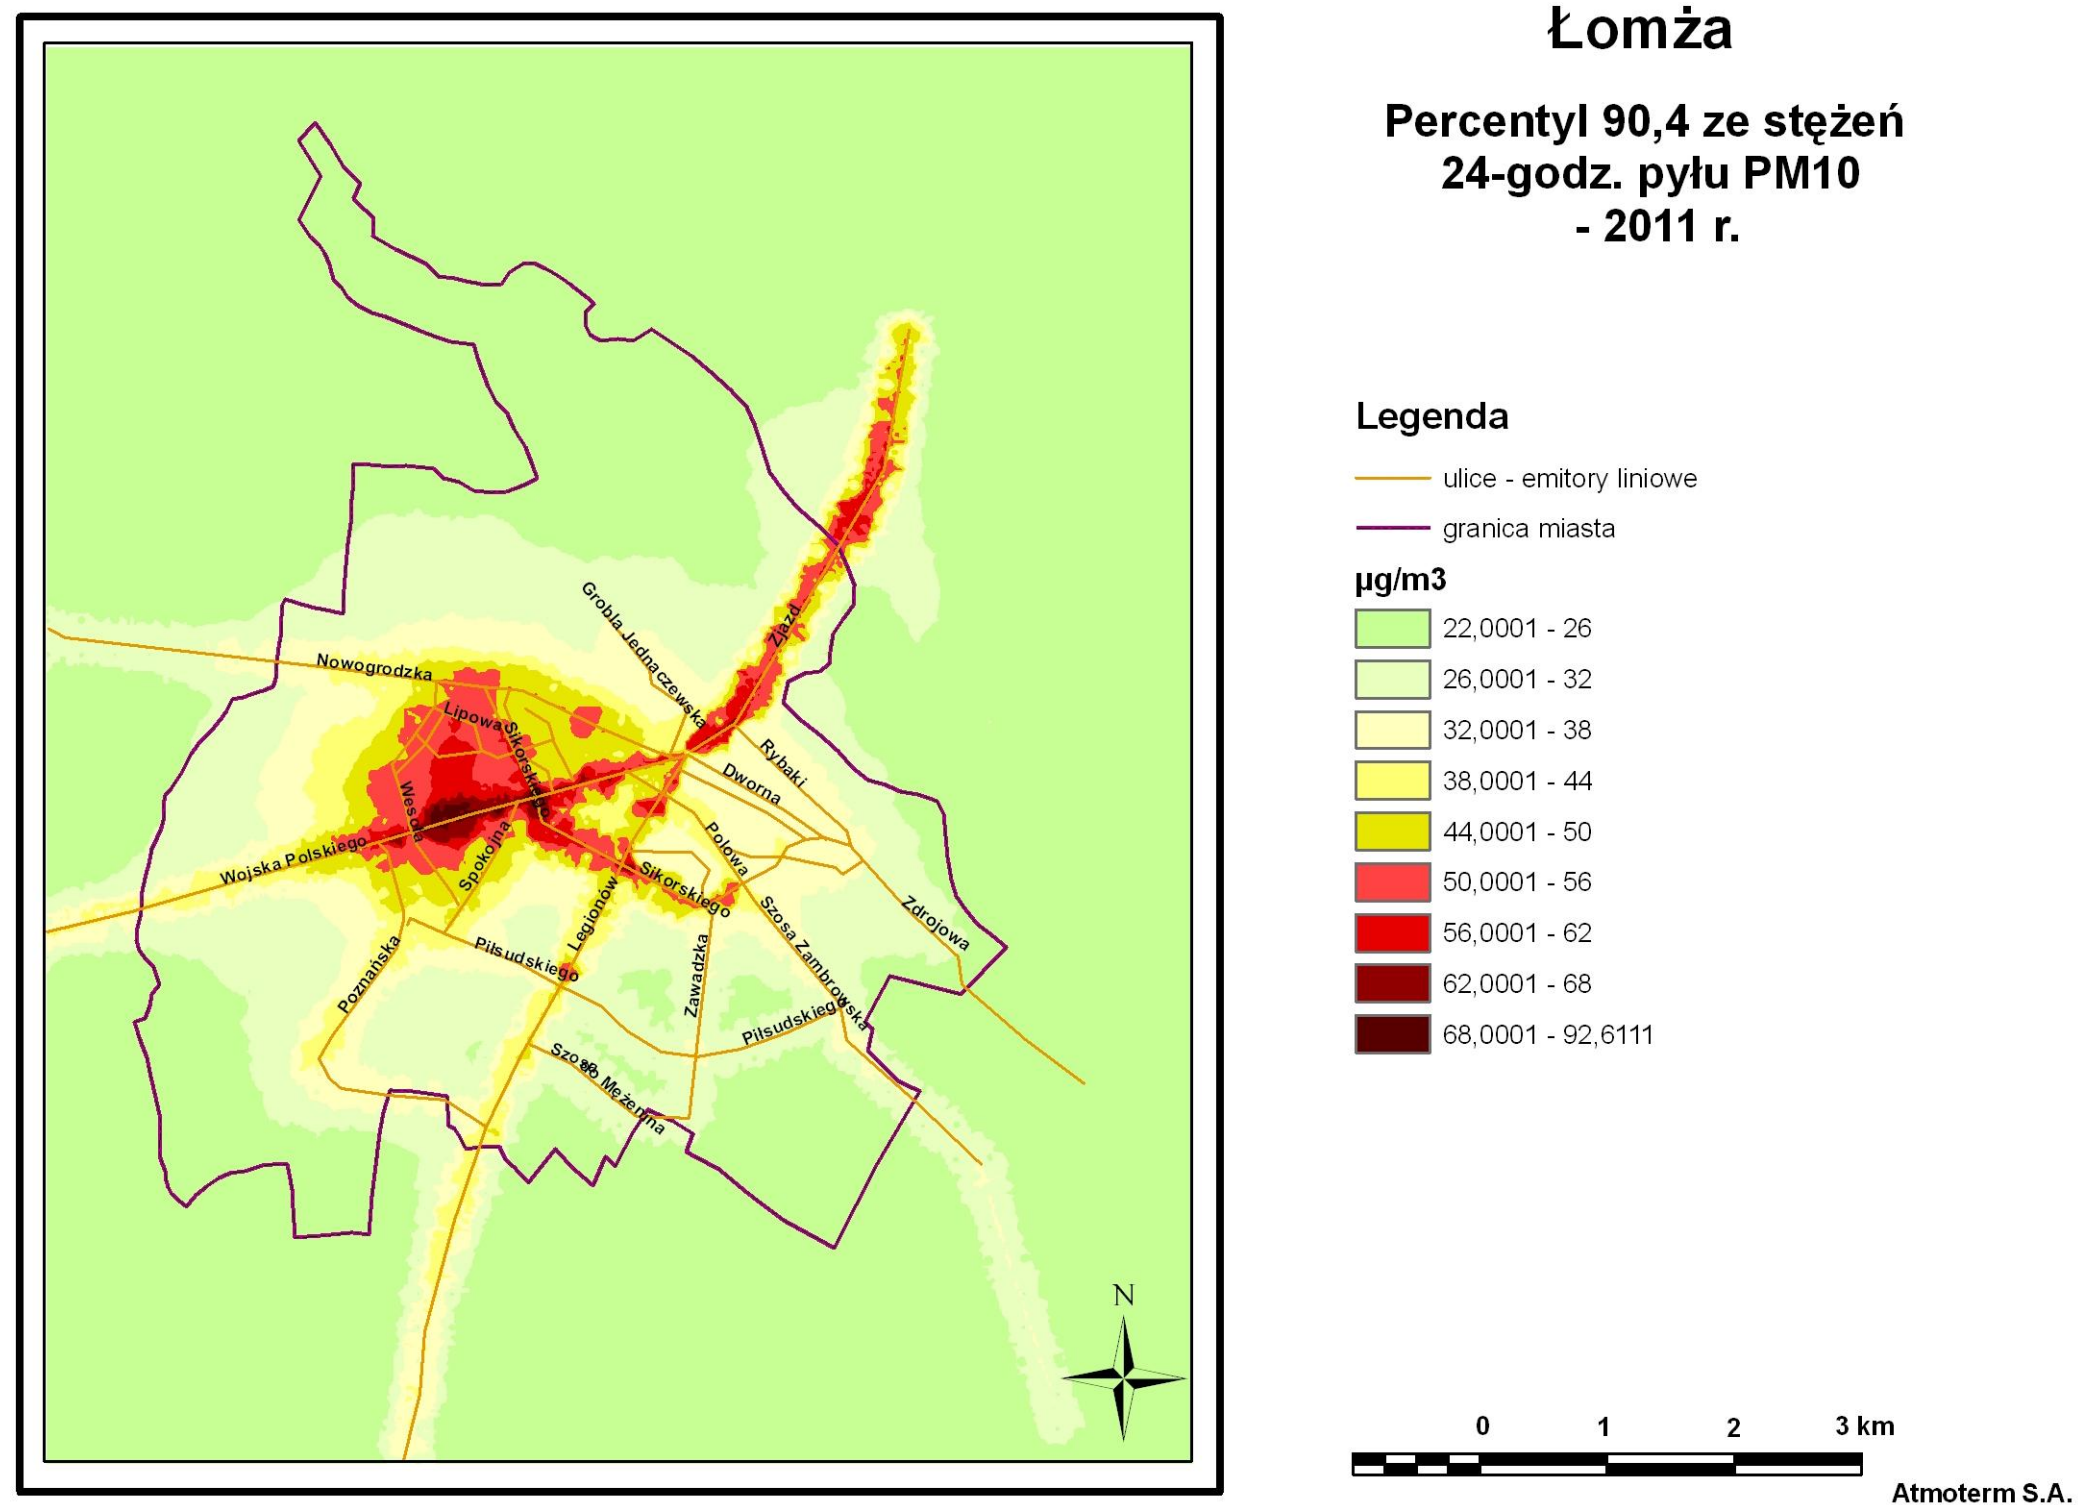 Łomża
Percentyl 90,4 ze stężeń
24-godz. pyłu PM10
- 2011 r.
Legenda
ulice - emitory liniowe
granica miasta
µg/m3
22,0001 - 26
26,0001 - 32
32,0001 - 38
38,0001 - 44
44,0001 - 50
50,0001 - 56
56,0001 - 62
62,0001 - 68
68,0001 - 92,6111
Grobla Jednaczewska
Zjazd
Nowogrodzka
Lipowa
Sikorskiego
Rybaki
Dworna
Wesoła
Polowa
Wojska Polskiego
Spokojna
Sikorskiego
Legionów
Szosa Zambrowska
Zdrojowa
Poznańska
Piłsudskiego
Zawadzka
Piłsudskiego
Szosa
do Mężenina
N
0 1 2 3 km
Atmoterm S.A.